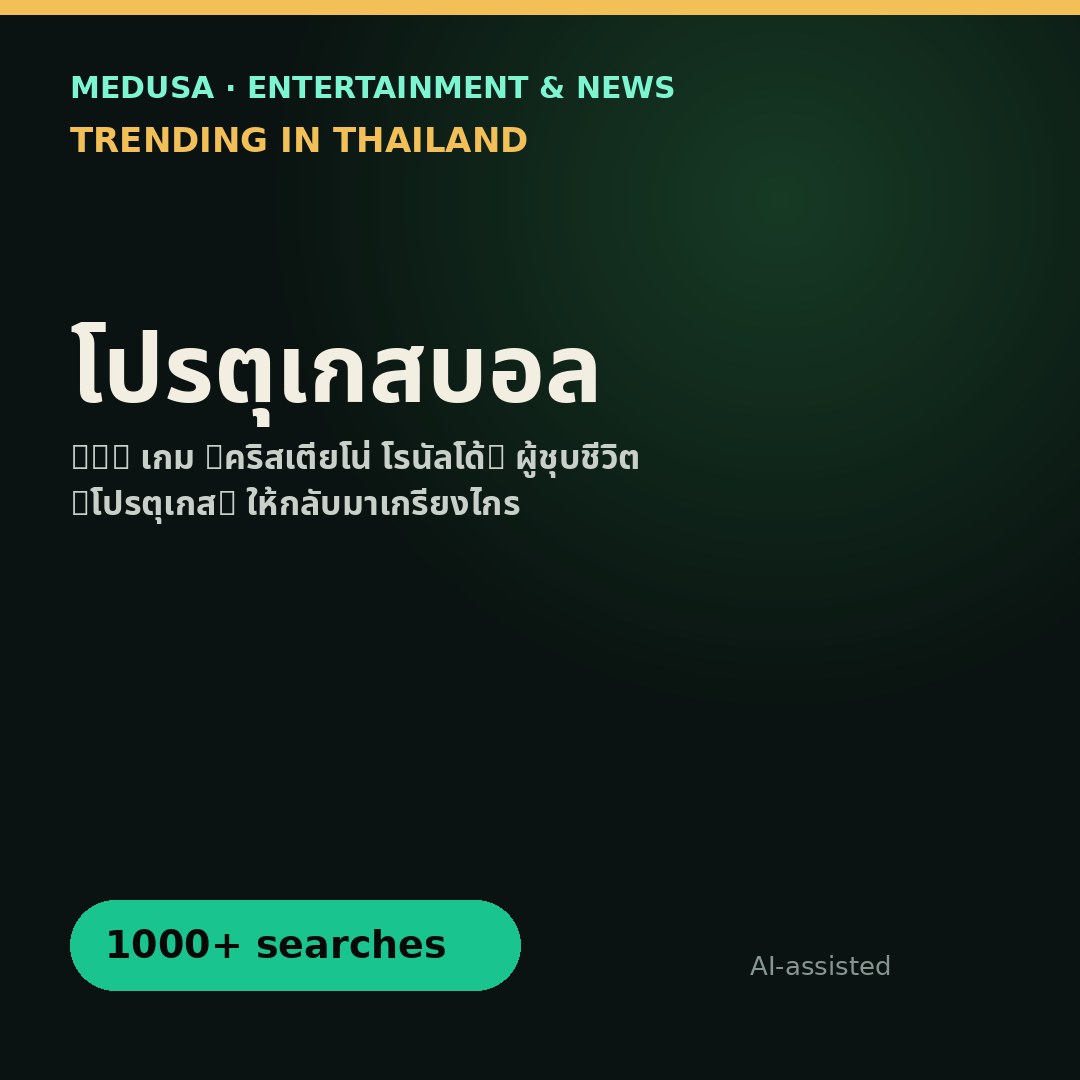 MEDUSA · ENTERTAINMENT & NEWS
TRENDING IN THAILAND
โปรตุเกสบอล
▯▯▯ เกม ▯คริสเตียโน่ โรนัลโด้▯ ผู้ชุบชีวิต
▯โปรตุเกส▯ ให้กลับมาเกรียงไกร
1000+ searches
AI-assisted